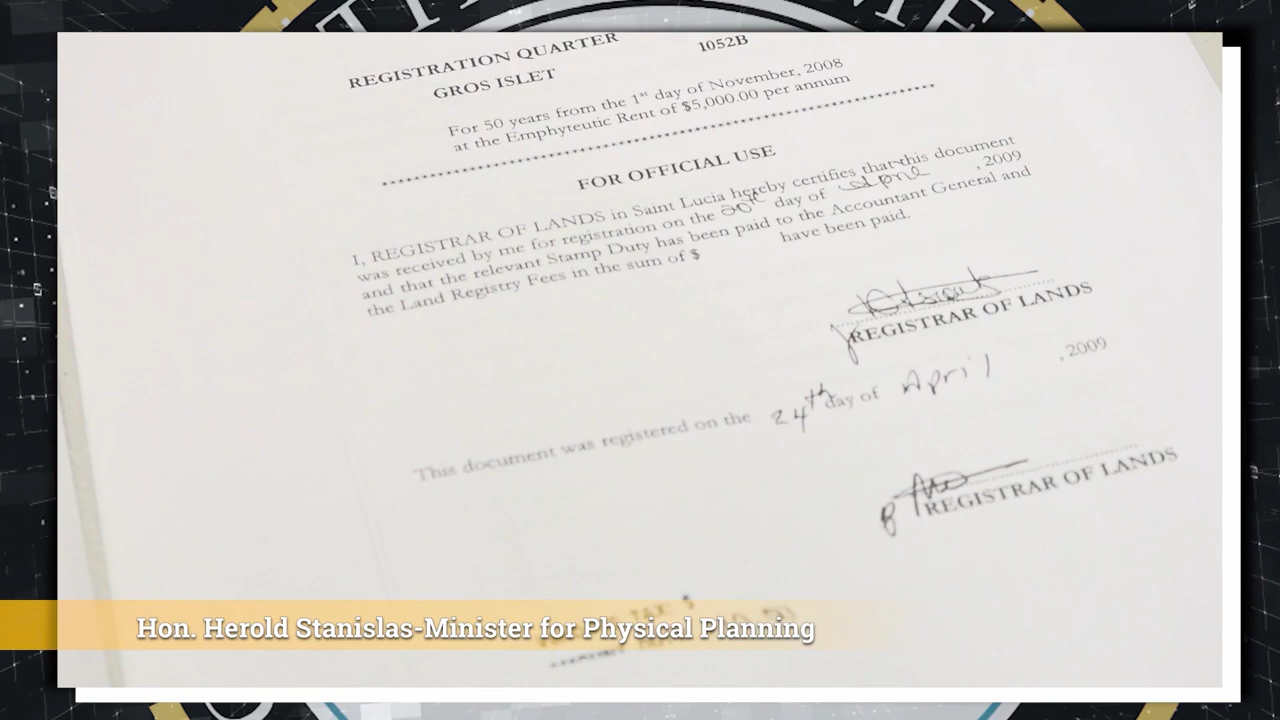 REGISTRATION QUARTER 1052B
GROS ISLET
For 50 years from the 1st day of November, 2008
at the Emphyteutic Rent of $5,000.00 per annum
FOR OFFICIAL USE
I, REGISTRAR OF LANDS in Saint Lucia hereby certifies that this document
was received by me for registration on the 20th day of , 2009
and that the relevant Stamp Duty has been paid to the Accountant General and
the Land Registry Fees in the sum of $ have been paid.
REGISTRAR OF LANDS
This document was registered on the 24th day of April , 2009
REGISTRAR OF LANDS
Hon. Herold Stanislas-Minister for Physical Planning